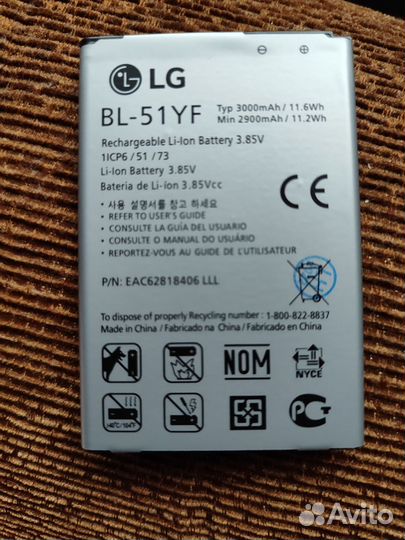 LG
BL-51YF
Typ 3000mAh / 11.6Wh
Min 2900mAh / 11.2Wh
Rechargeable Li-Ion Battery 3.85V
1ICP6 / 51 / 73
Li-Ion Battery 3.85V
Bateria de Li-ion 3.85Vcc
• 사용 설명서를 참고 하세요
• REFER TO USER'S GUIDE
• CONSULTE LA GUÍA DEL USUARIO
• CONSULTE O MANUAL DO USUÁRIO
• REPORTEZ-VOUS AU GUIDE DE L'UTILISATEUR
CE
P/N: EAC62818406 LLL
To dispose of properly Recycling number : 1-800-822-8837
Made in China / Fabricado na China / Fabricado en China
NOM
NYCE
-10°C/104°F
Avito